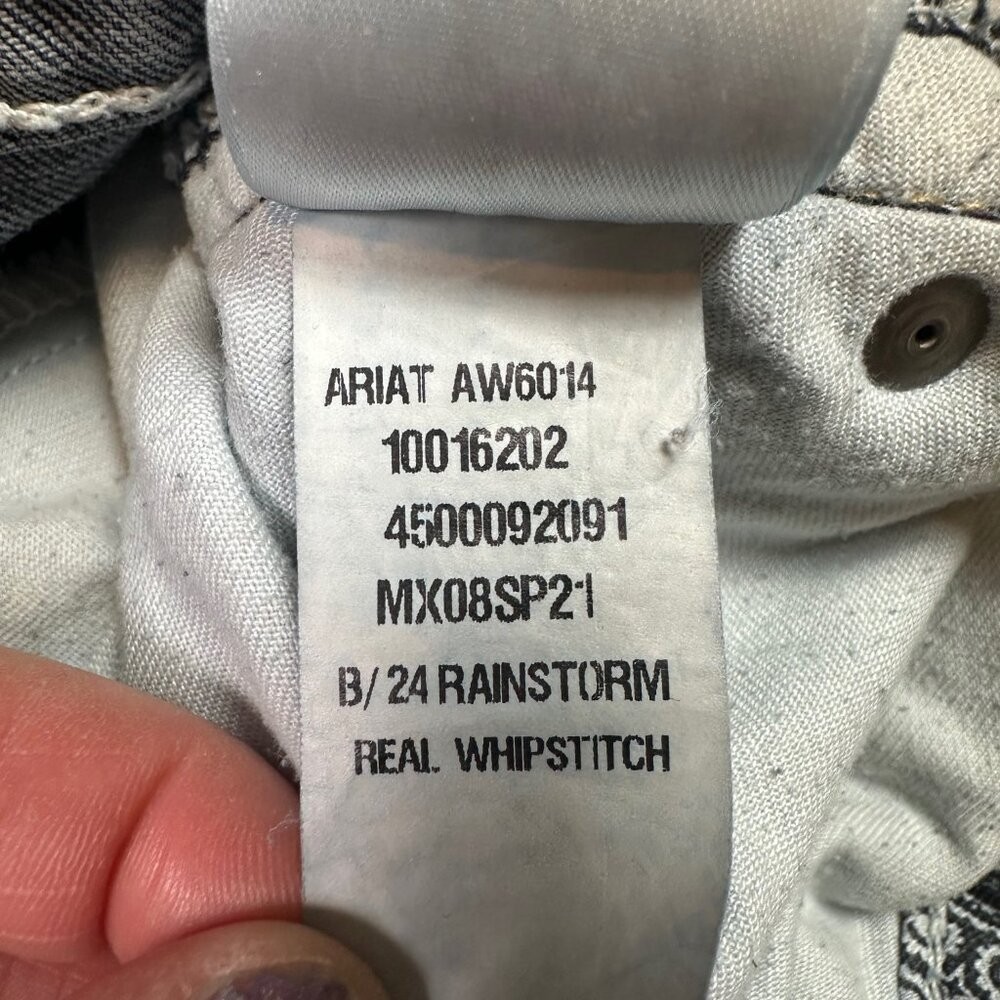 ARIAT AW6014
10016202
4500092091
MX08SP21
B/24 RAINSTORM
REAL WHIPSTITCH